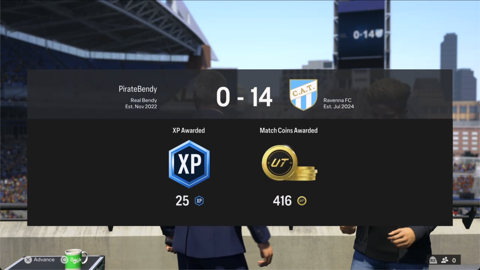 0-14
PirateBendy
Real Bendy
Est. Nov 2022
0 - 14
C.A.T.
Ravenna FC
Est. Jul 2024
XP Awarded
Match Coins Awarded
XP
UT
25 XP
416
Advance
0